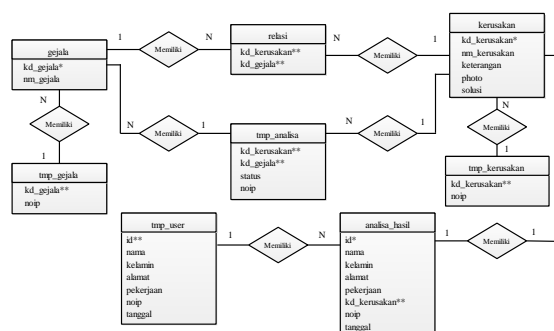 gejala
kd_gejala*
nm_gejala
1
Memiliki
N
relasi
kd_kerusakan**
kd_gejala**
N
Memiliki
1
kerusakan
kd_kerusakan*
nm_kerusakan
keterangan
photo
solusi
N
Memiliki
1
tmp_gejala
kd_gejala**
noip
N
Memiliki
1
tmp_analisa
kd_kerusakan**
kd_gejala**
status
noip
N
Memiliki
1
N
Memiliki
1
tmp_kerusakan
kd_kerusakan**
noip
tmp_user
id**
nama
kelamin
alamat
pekerjaan
noip
tanggal
1
Memiliki
N
analisa_hasil
id*
nama
kelamin
alamat
pekerjaan
kd_kerusakan**
noip
tanggal
1
Memiliki
1